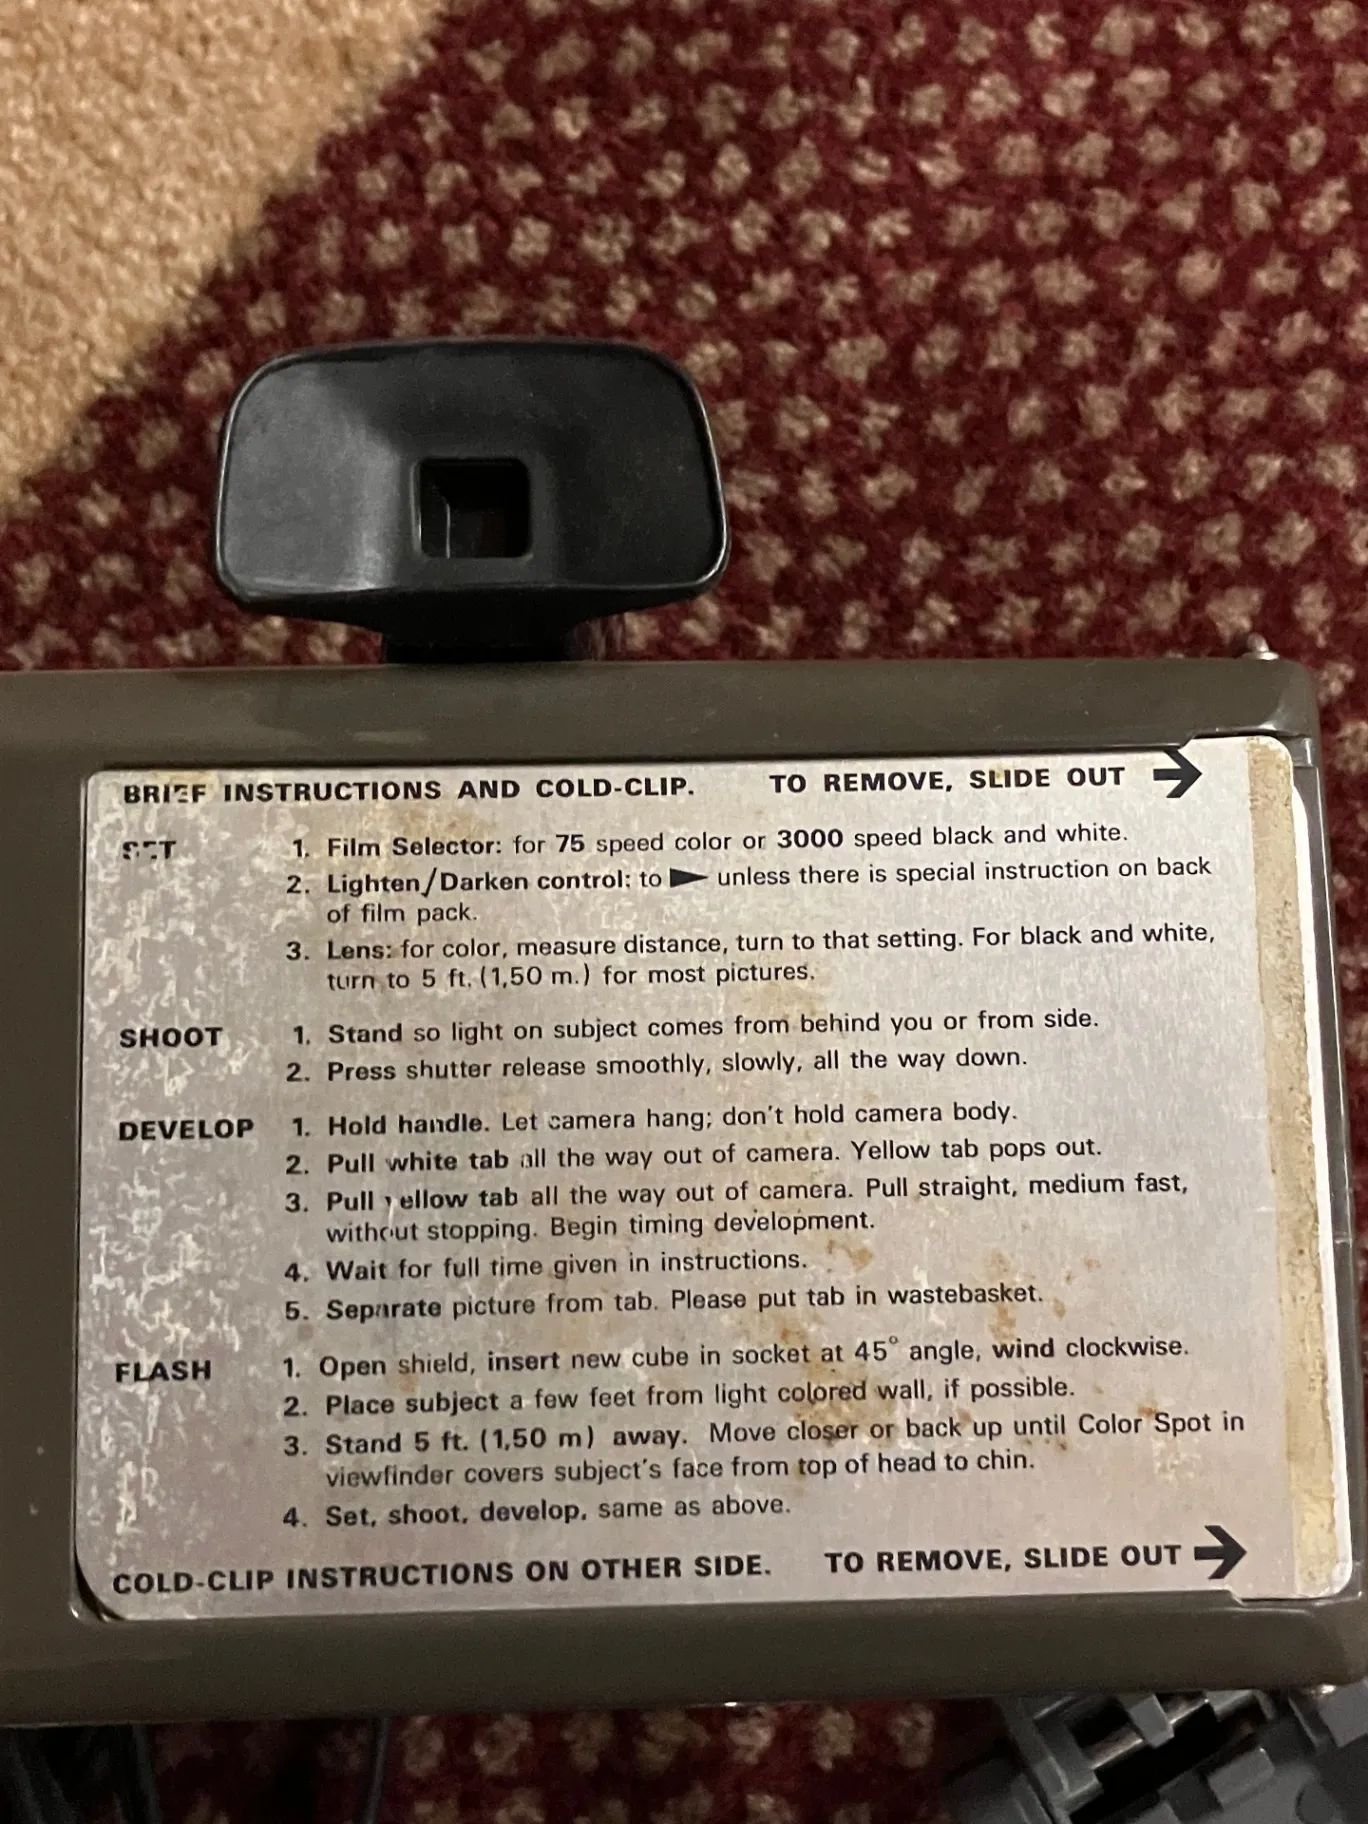 BRIEF INSTRUCTIONS AND COLD-CLIP. TO REMOVE, SLIDE OUT →
SET 1. Film Selector: for 75 speed color or 3000 speed black and white.
2. Lighten/Darken control: to ► unless there is special instruction on back
of film pack.
3. Lens: for color, measure distance, turn to that setting. For black and white,
turn to 5 ft. (1,50 m.) for most pictures.
SHOOT 1. Stand so light on subject comes from behind you or from side.
2. Press shutter release smoothly, slowly, all the way down.
DEVELOP 1. Hold handle. Let camera hang; don't hold camera body.
2. Pull white tab all the way out of camera. Yellow tab pops out.
3. Pull yellow tab all the way out of camera. Pull straight, medium fast,
without stopping. Begin timing development.
4. Wait for full time given in instructions.
5. Separate picture from tab. Please put tab in wastebasket.
FLASH 1. Open shield, insert new cube in socket at 45° angle, wind clockwise.
2. Place subject a few feet from light colored wall, if possible.
3. Stand 5 ft. (1,50 m) away. Move closer or back up until Color Spot in
viewfinder covers subject's face from top of head to chin.
4. Set, shoot, develop, same as above.
COLD-CLIP INSTRUCTIONS ON OTHER SIDE. TO REMOVE, SLIDE OUT →